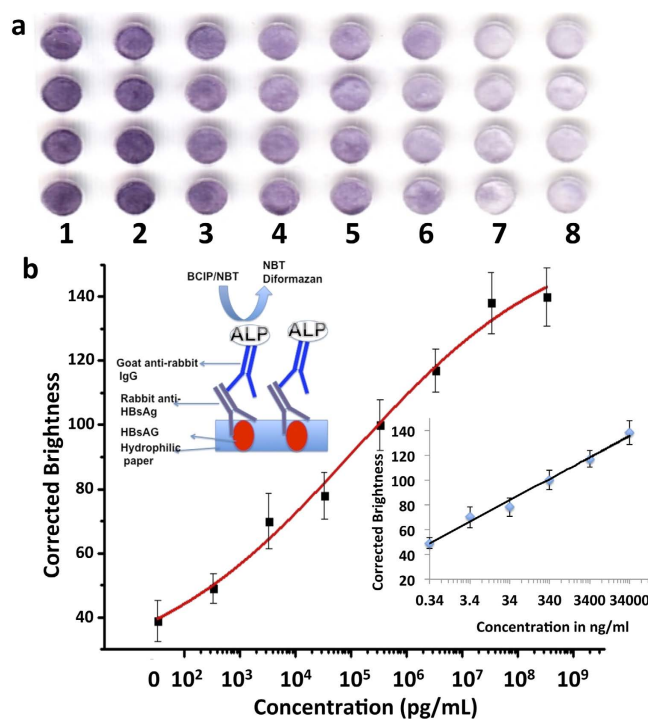 a
1 2 3 4 5 6 7 8
b
BCIP/NBT
NBT
Diformazan
ALP
ALP
Goat anti-rabbit
IgG
Rabbit anti-
HBsAg
HBsAG
Hydrophilic
paper
Corrected Brightness
140
120
100
80
60
40
0 10² 10³ 10⁴ 10⁵ 10⁶ 10⁷ 10⁸ 10⁹
Concentration (pg/mL)
Corrected Brightness
140
120
100
80
60
40
20
0.34 3.4 34 340 3400 34000
Concentration in ng/ml